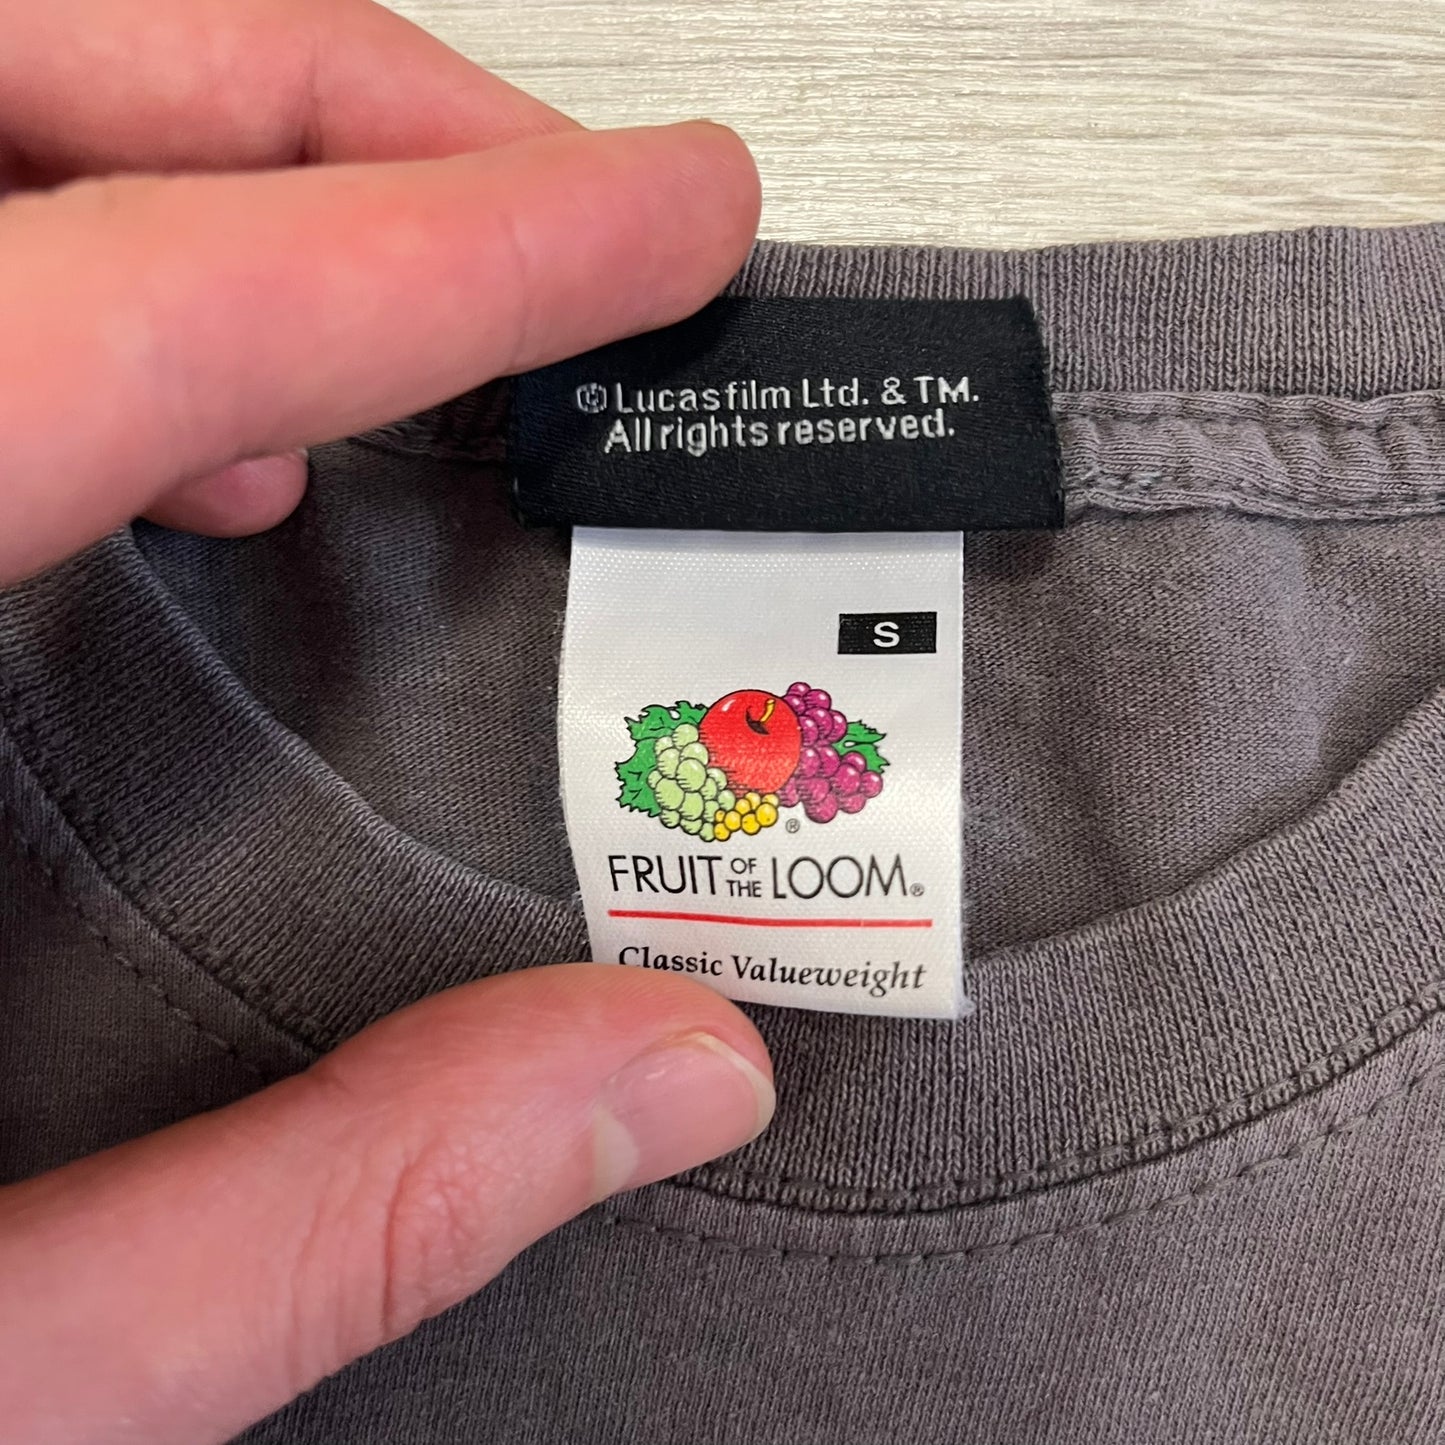 © Lucasfilm Ltd. & TM.
All rights reserved.
S
®
FRUIT OF THE LOOM®
Classic Valueweight